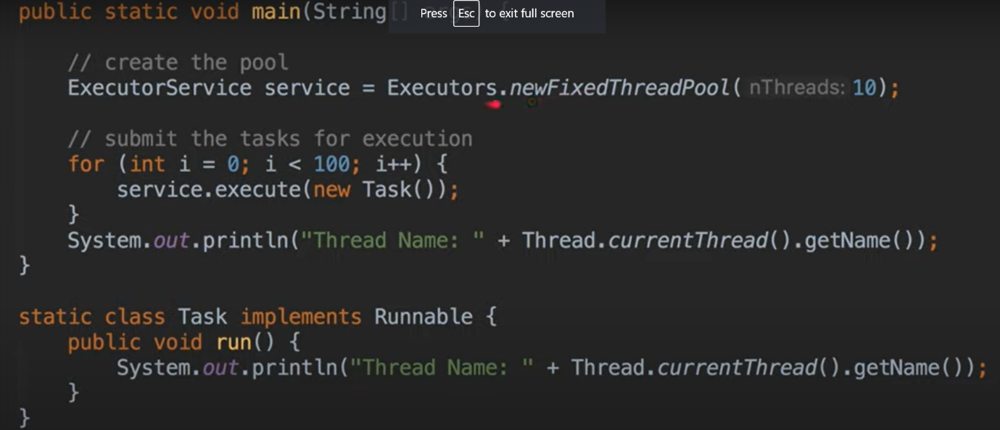 public static void main(String[] args) {
Press Esc to exit full screen
// create the pool
ExecutorService service = Executors.newFixedThreadPool( nThreads: 10);
// submit the tasks for execution
for (int i = 0; i < 100; i++) {
service.execute(new Task());
}
System.out.println("Thread Name: " + Thread.currentThread().getName());
}
static class Task implements Runnable {
public void run() {
System.out.println("Thread Name: " + Thread.currentThread().getName());
}
}